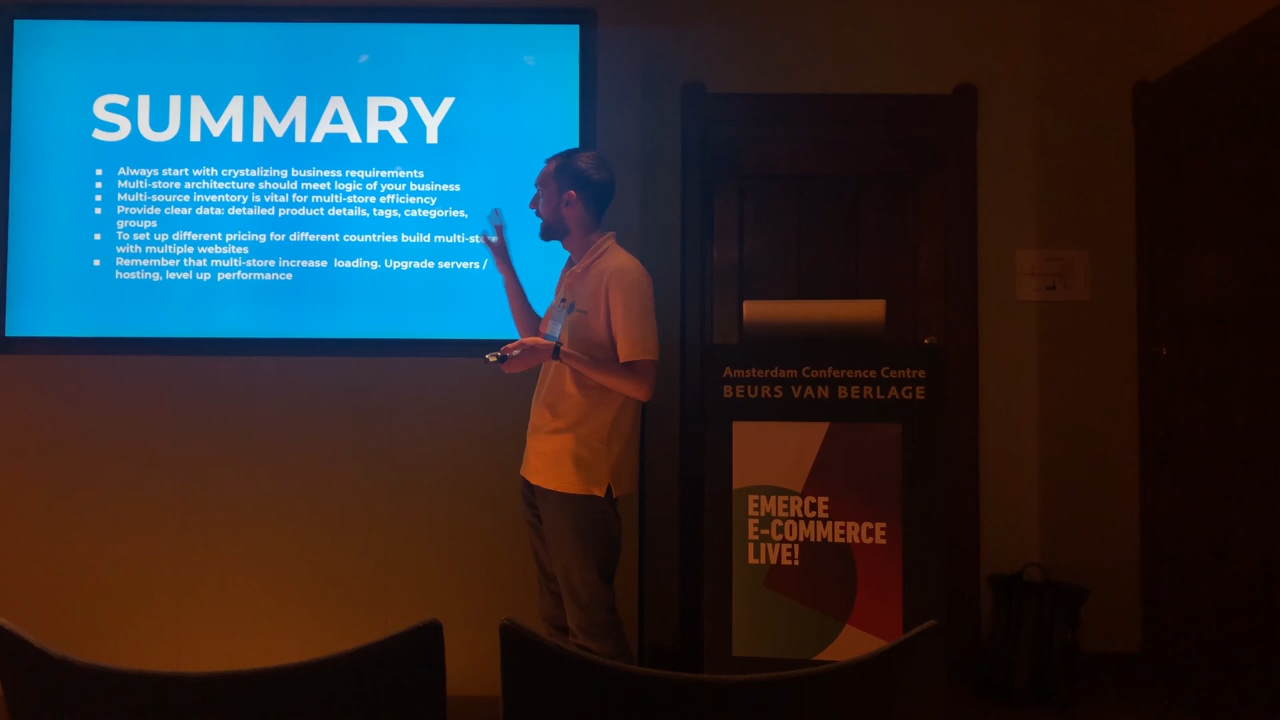 SUMMARY
Always start with crystalizing business requirements
Multi-store architecture should meet logic of your business
Multi-source inventory is vital for multi-store efficiency
Provide clear data: detailed product details, tags, categories,
groups
To set up different pricing for different countries build
with multiple websites
Remember that multi-store increase loading. Upgrade servers /
hosting, level up performance
Amsterdam Conference Centre
BEURS VAN BERLAGE
EMERCE
E-COMMERCE
LIVE!